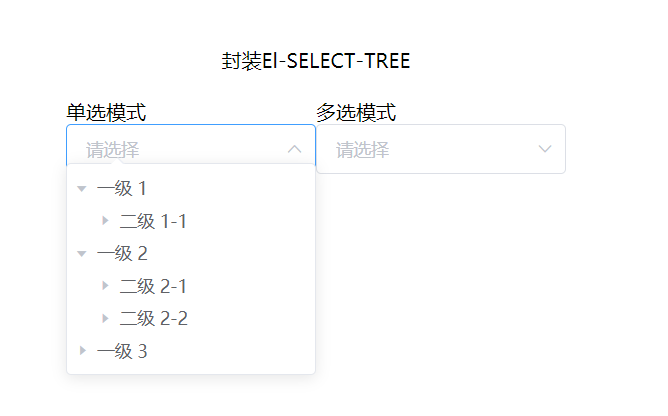 封装El-SELECT-TREE
单选模式 多选模式
请选择 请选择
一级 1
二级 1-1
一级 2
二级 2-1
二级 2-2
一级 3